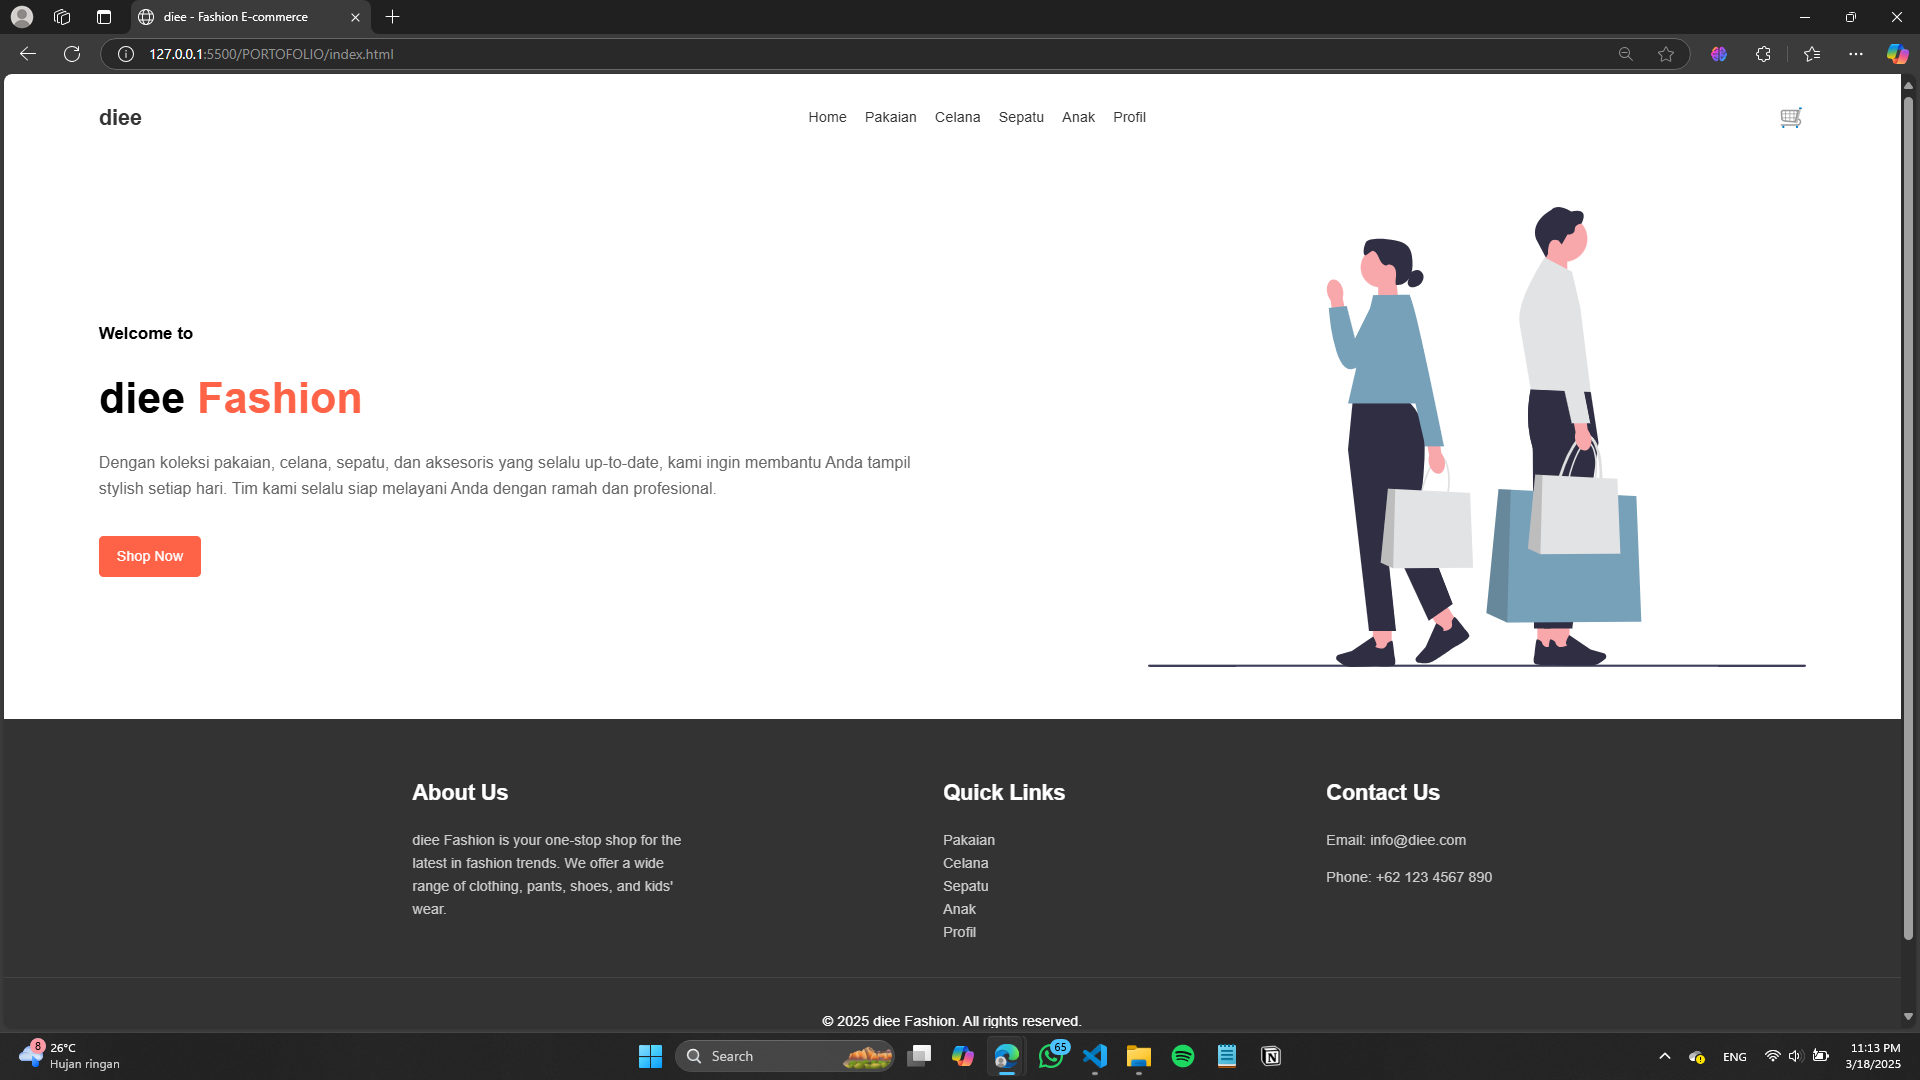 diee - Fashion E-commerce
127.0.0.1:5500/PORTOFOLIO/index.html
diee
Home Pakaian Celana Sepatu Anak Profil
Welcome to
diee Fashion
Dengan koleksi pakaian, celana, sepatu, dan aksesoris yang selalu up-to-date, kami ingin membantu Anda tampil
stylish setiap hari. Tim kami selalu siap melayani Anda dengan ramah dan profesional.
Shop Now
About Us
diee Fashion is your one-stop shop for the
latest in fashion trends. We offer a wide
range of clothing, pants, shoes, and kids'
wear.
Quick Links
Pakaian
Celana
Sepatu
Anak
Profil
Contact Us
Email: info@diee.com
Phone: +62 123 4567 890
© 2025 diee Fashion. All rights reserved.
8
26°C
Hujan ringan
Search
65
ENG
11:13 PM
3/18/2025